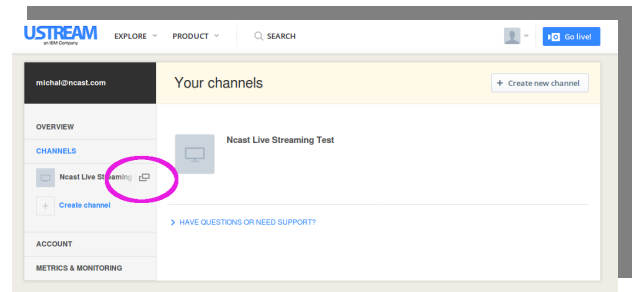 USTREAM
an IBM Company
EXPLORE
PRODUCT
SEARCH
Go live!
michal@ncast.com
Your channels
+ Create new channel
OVERVIEW
CHANNELS
Ncast Live Streaming
+ Create channel
ACCOUNT
METRICS & MONITORING
Ncast Live Streaming Test
HAVE QUESTIONS OR NEED SUPPORT?